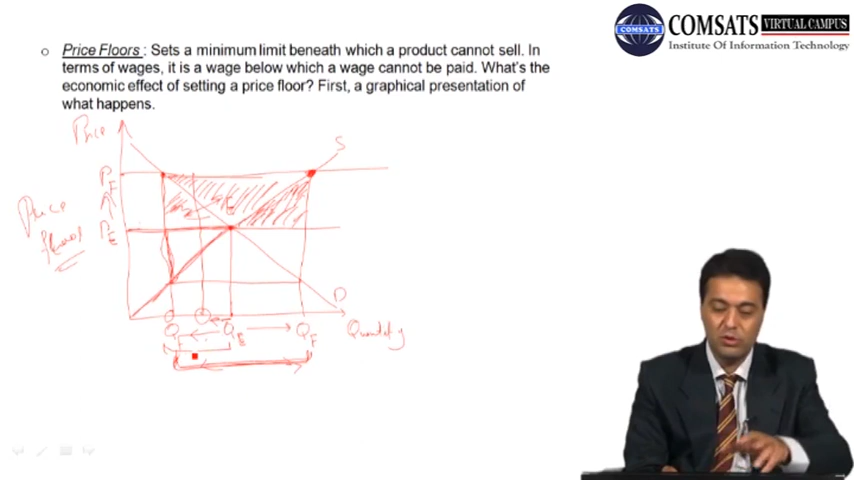 COMSATS VIRTUAL CAMPUS
Institute Of Information Technology
o Price Floors : Sets a minimum limit beneath which a product cannot sell. In
terms of wages, it is a wage below which a wage cannot be paid. What's the
economic effect of setting a price floor? First, a graphical presentation of
what happens.
Price
S
PF
Price
floors
PE
D
QF QE QF Quantity